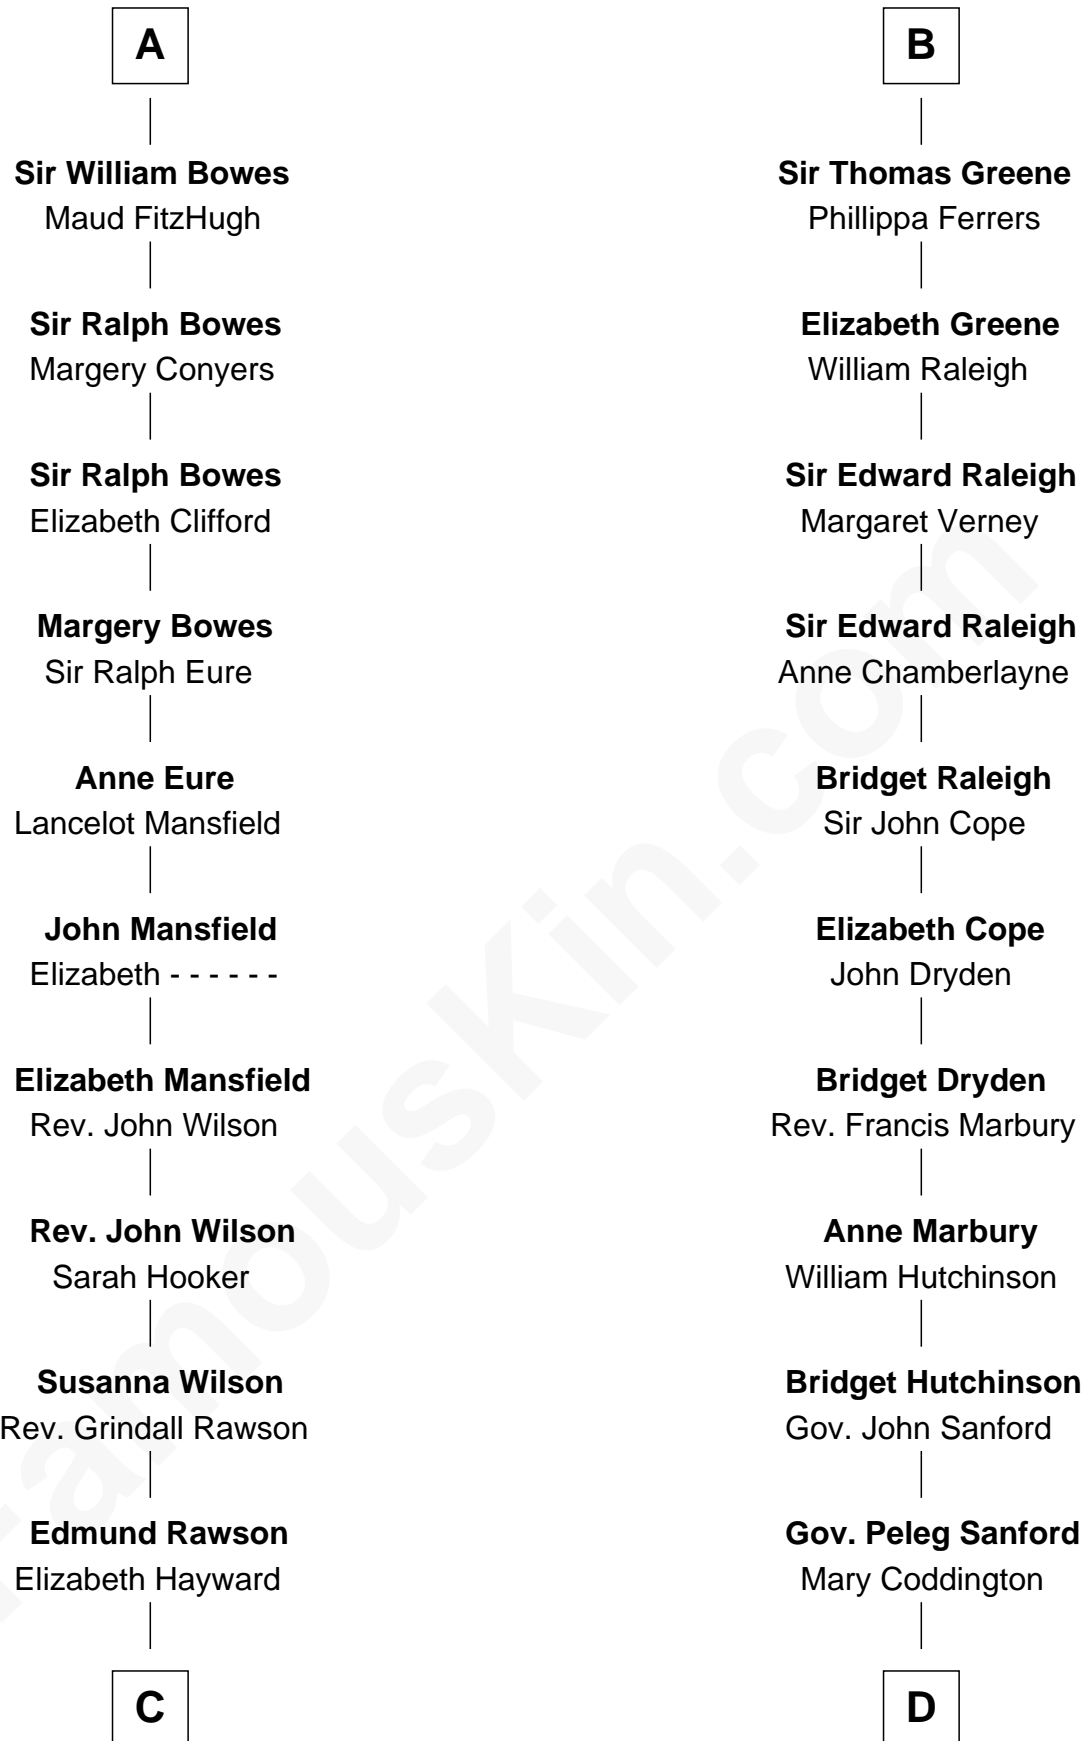 A
Sir William Bowes
Maud FitzHugh
Sir Ralph Bowes
Margery Conyers
Sir Ralph Bowes
Elizabeth Clifford
Margery Bowes
Sir Ralph Eure
Anne Eure
Lancelot Mansfield
John Mansfield
Elizabeth - - - - - -
Elizabeth Mansfield
Rev. John Wilson
Rev. John Wilson
Sarah Hooker
Susanna Wilson
Rev. Grindall Rawson
Edmund Rawson
Elizabeth Hayward
C
B
Sir Thomas Greene
Phillippa Ferrers
Elizabeth Greene
William Raleigh
Sir Edward Raleigh
Margaret Verney
Sir Edward Raleigh
Anne Chamberlayne
Bridget Raleigh
Sir John Cope
Elizabeth Cope
John Dryden
Bridget Dryden
Rev. Francis Marbury
Anne Marbury
William Hutchinson
Bridget Hutchinson
Gov. John Sanford
Gov. Peleg Sanford
Mary Coddington
D
FamousKin.com